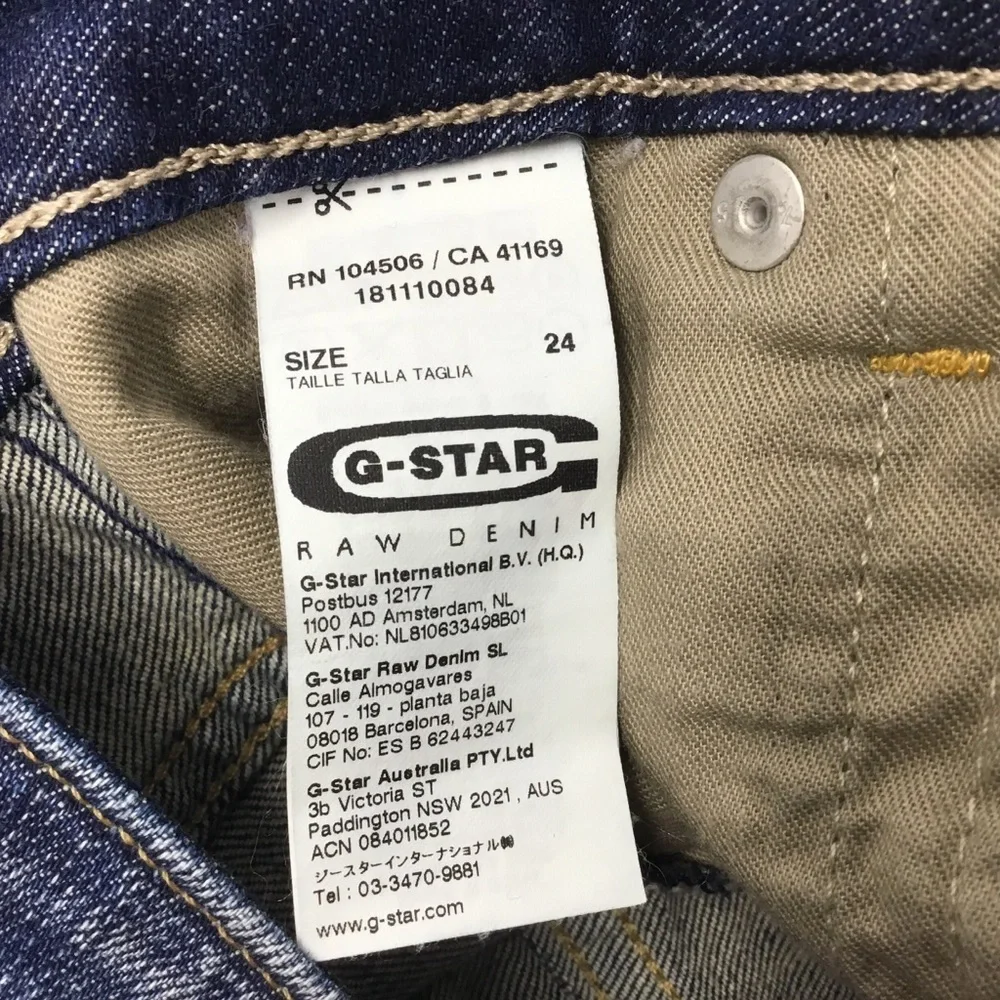 RN 104506 / CA 41169
181110084
SIZE 24
TAILLE TALLA TAGLIA
G-STAR
RAW DENIM
G-Star International B.V. (H.Q.)
Postbus 12177
1100 AD Amsterdam, NL
VAT.No: NL810633498B01
G-Star Raw Denim SL
Calle Almogavares
107 - 119 - planta baja
08018 Barcelona, SPAIN
CIF No: ES B 62443247
G-Star Australia PTY.Ltd
3b Victoria ST
Paddington NSW 2021 , AUS
ACN 084011852
ジースターインターナショナル㈱
Tel : 03-3470-9881
www.g-star.com